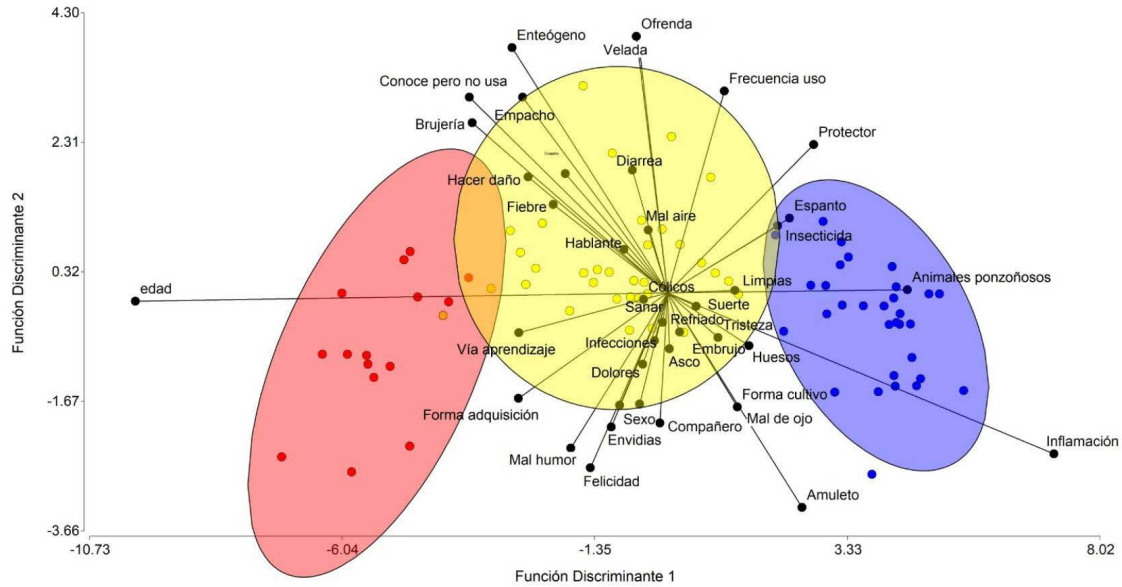 4.30
Ofrenda
Enteógeno
Velada
Conoce pero no usa
Frecuencia uso
Empacho
Brujería
Protector
2.31
Diarrea
Hacer daño
Fiebre
Espanto
Mal aire
Insecticida
Hablante
0.32
Animales ponzoñosos
Limpias
edad
Cólicos
Sanar
Suerte
Refriado
Tristeza
Vía aprendizaje
Infecciones
Embrujo
Huesos
Asco
Dolores
-1.67
Forma cultivo
Forma adquisición
Sexo
Mal de ojo
Compañero
Envidias
Inflamación
Mal humor
Felicidad
Amuleto
-3.66
-10.73
-6.04
-1.35
3.33
8.02
Función Discriminante 1
Función Discriminante 2